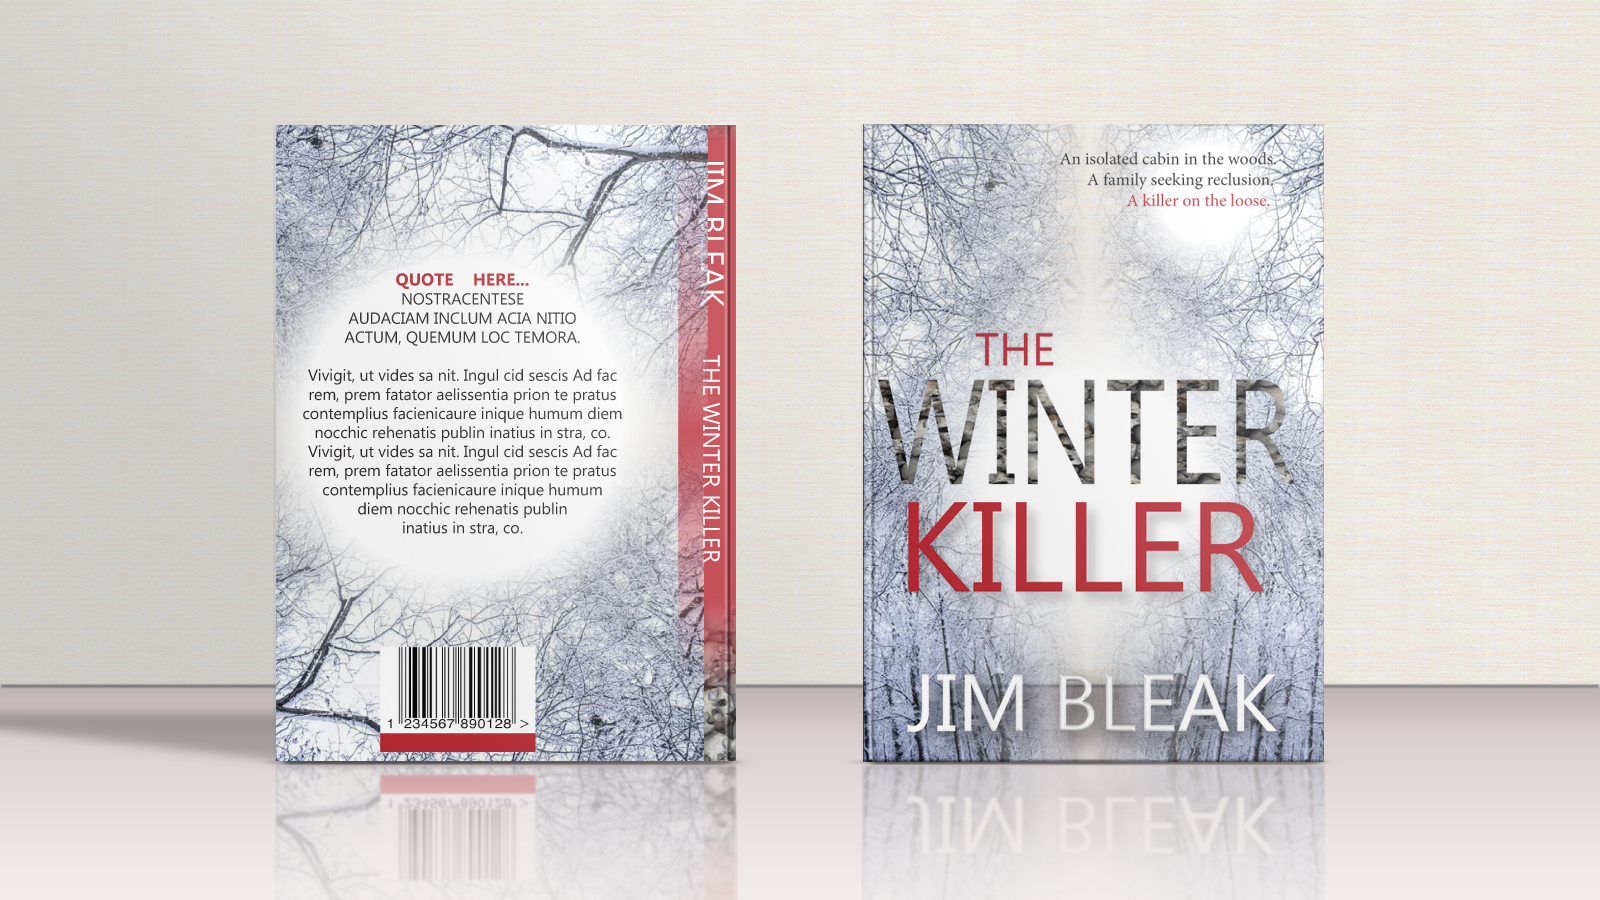 QUOTE HERE...
NOSTRACENTESE
AUDACIAM INCLUM ACIA NITIO
ACTUM, QUEMUM LOC TEMORA.
Vivigit, ut vides sa nit. Ingul cid sescis Ad fac
rem, prem fatator aelissentia prion te pratus
contemplius facienicaure inique humum diem
nocchic rehenatis publin inatius in stra, co.
Vivigit, ut vides sa nit. Ingul cid sescis Ad fac
rem, prem fatator aelissentia prion te pratus
contemplius facienicaure inique humum
diem nocchic rehenatis publin
inatius in stra, co.
1 234567 890128 >
JIM BLEAK THE WINTER KILLER
An isolated cabin in the woods.
A family seeking reclusion.
A killer on the loose.
THE
WINTER
KILLER
JIM BLEAK